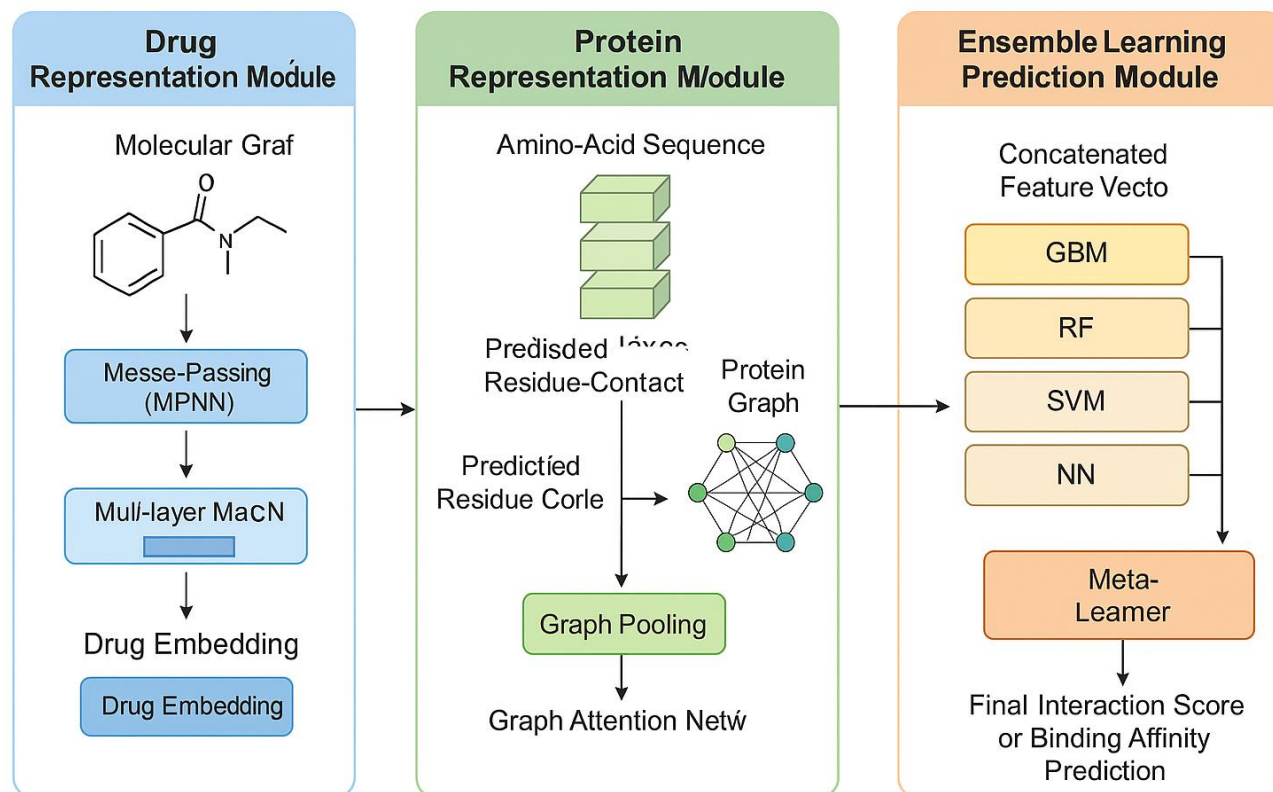 Drug
Representation Moďule
Molecular Graf
O
N
Messe-Passing
(MPNN)
Mul/-layer MacN
Drug Embedding
Drug Embedding
Protein
Representation M/odule
Amino-Acid Sequence
Predisded
Residue-Contact
Protein
Graph
Predictied
Residue Corle
Graph Pooling
Graph Attention Netẃ
Ensemble Learning
Prediction Module
Concatenated
Feature Vecto
GBM
RF
SVM
NN
Meta-
Leamer
Final Interaction Score
or Binding Affinity
Prediction